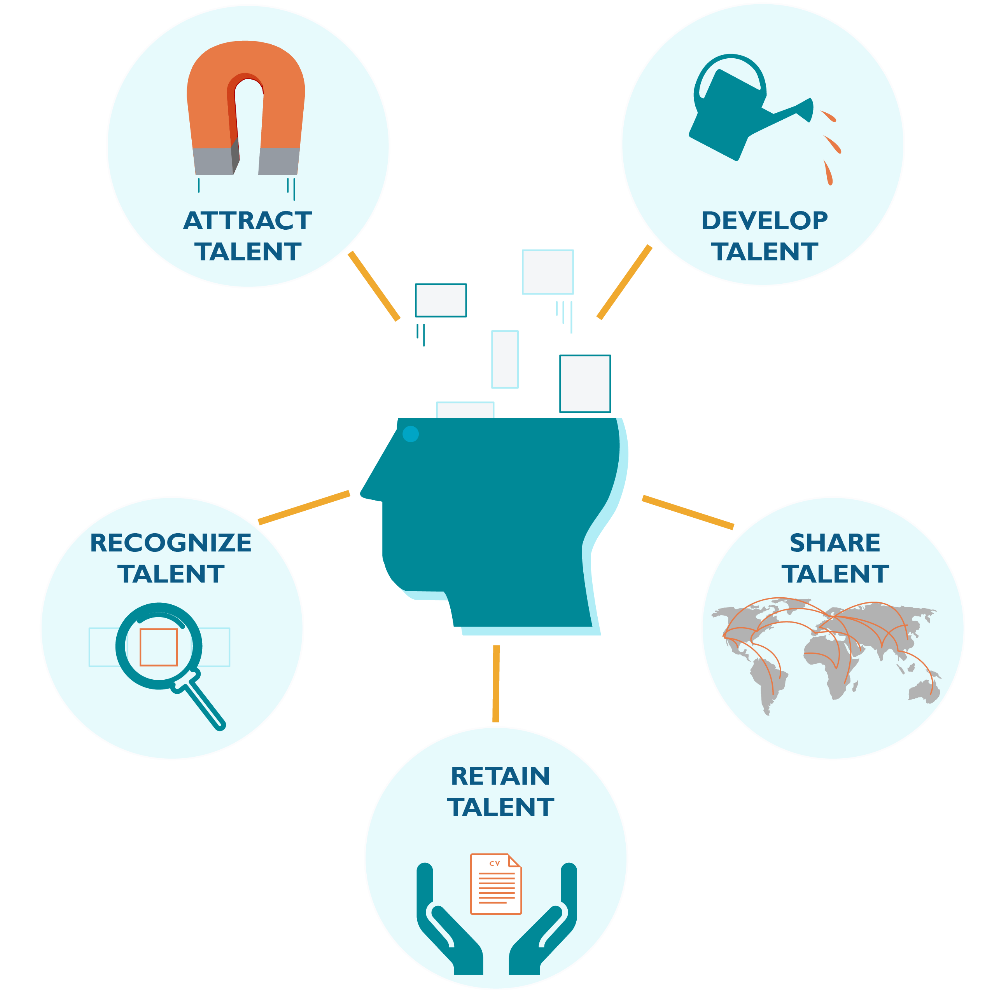 ATTRACT
TALENT
DEVELOP
TALENT
RECOGNIZE
TALENT
SHARE
TALENT
RETAIN
TALENT
CV